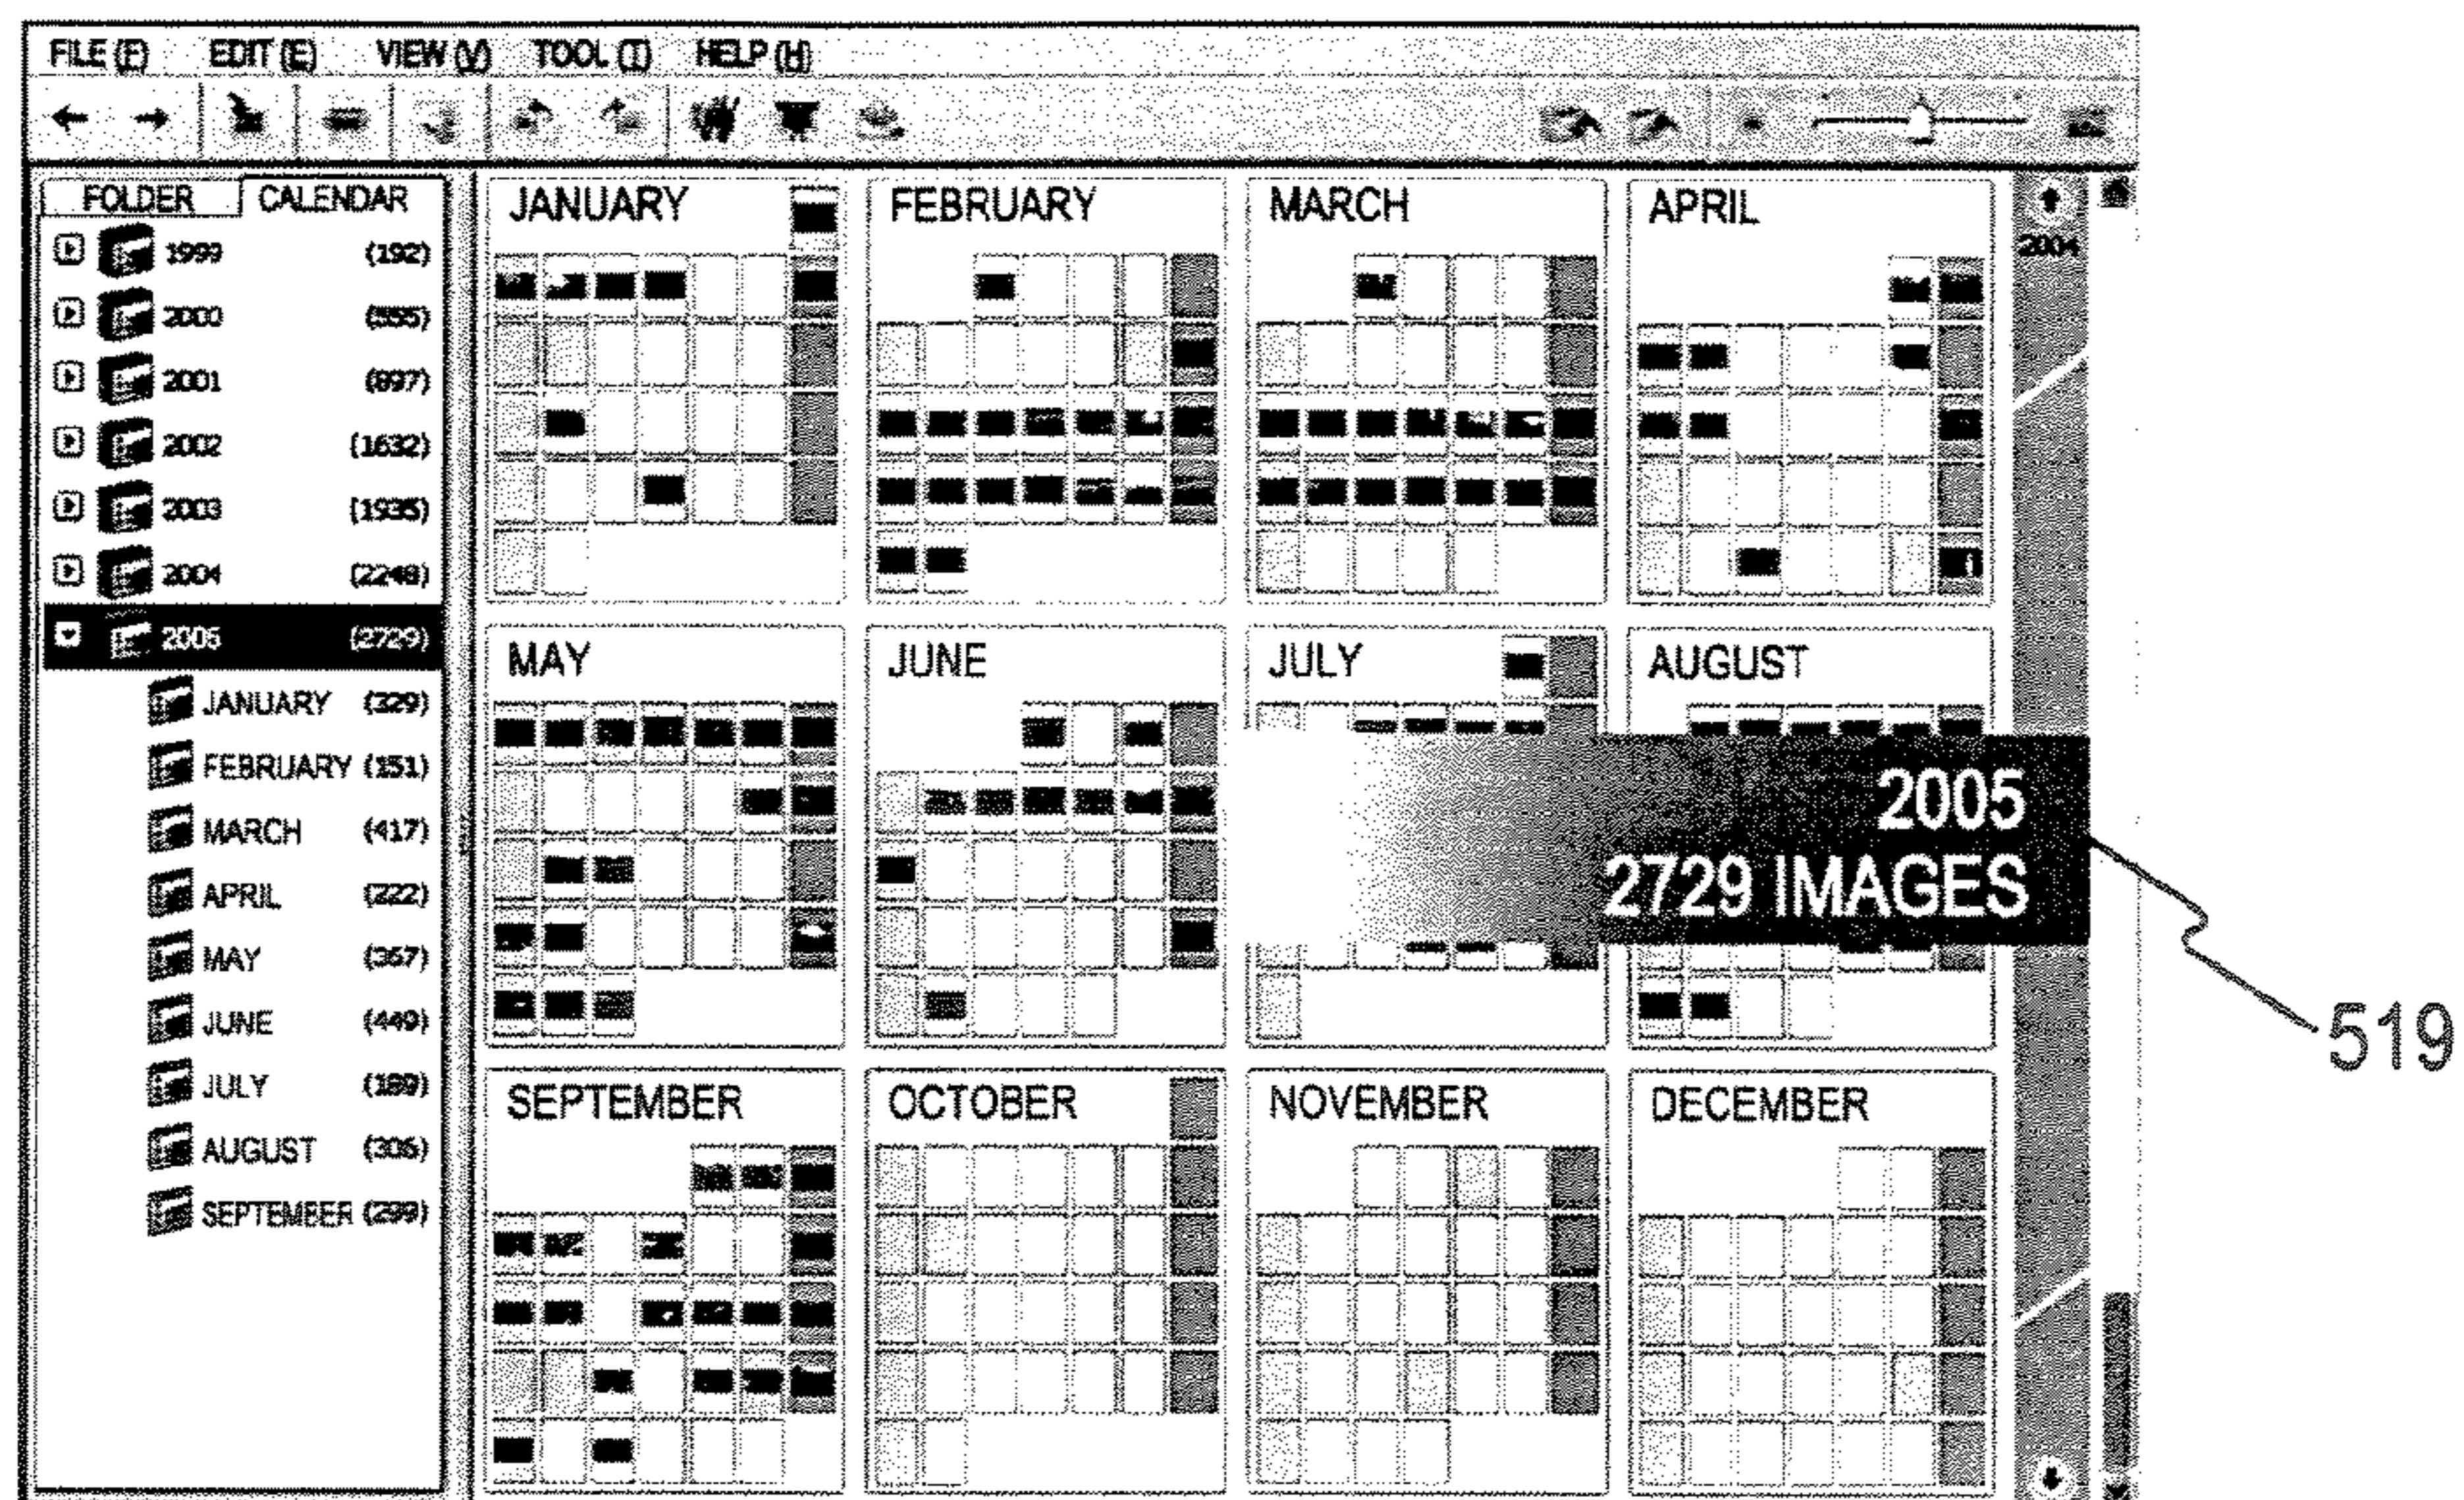 FILE (F) EDIT (E) VIEW (V) TOOL (T) HELP (H)
FOLDER CALENDAR
1999 (192)
2000 (555)
2001 (897)
2002 (1632)
2003 (1935)
2004 (2248)
2005 (2729)
JANUARY (329)
FEBRUARY (151)
MARCH (417)
APRIL (222)
MAY (367)
JUNE (449)
JULY (189)
AUGUST (306)
SEPTEMBER (299)
JANUARY FEBRUARY MARCH APRIL
2004
MAY JUNE JULY AUGUST
2005
2729 IMAGES
SEPTEMBER OCTOBER NOVEMBER DECEMBER
519